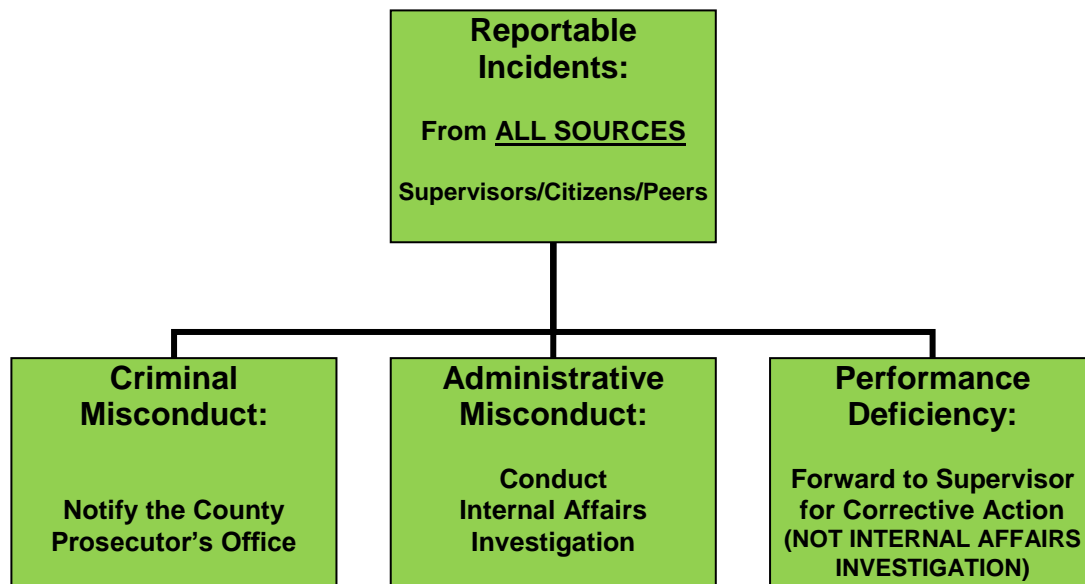 Reportable
Incidents:
From ALL SOURCES
Supervisors/Citizens/Peers
Criminal
Misconduct:
Notify the County
Prosecutor’s Office
Administrative
Misconduct:
Conduct
Internal Affairs
Investigation
Performance
Deficiency:
Forward to Supervisor
for Corrective Action
(NOT INTERNAL AFFAIRS
INVESTIGATION)